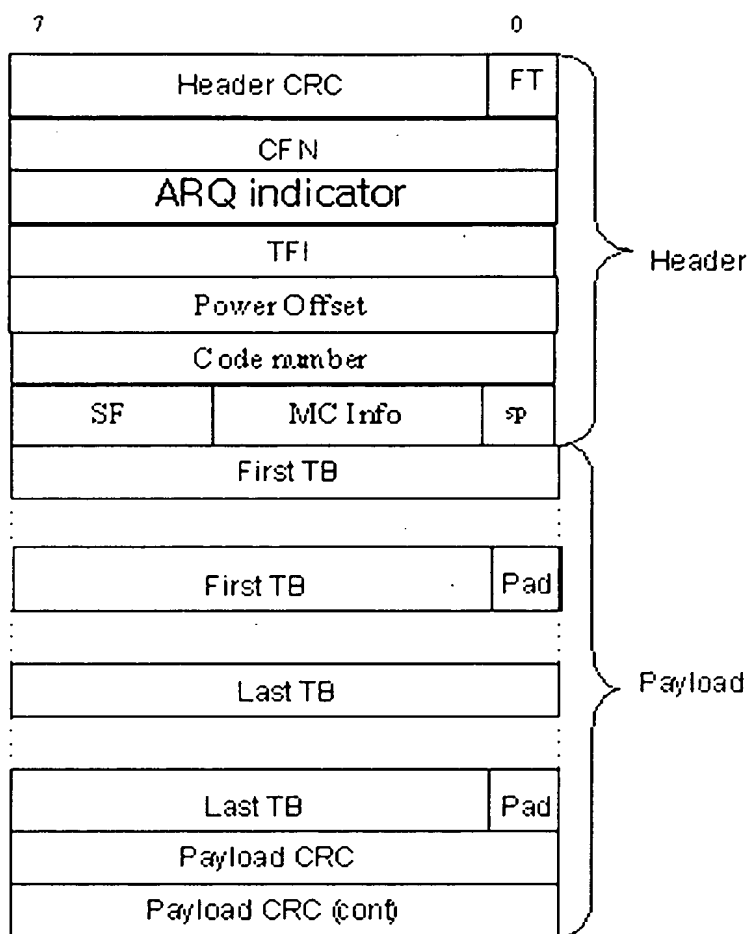 7 0
Header CRC FT
CFN
ARQ indicator
TFI
Header
Power Offset
Code number
SF MC Info sp
First TB
First TB Pad
Last TB
Payload
Last TB Pad
Payload CRC
Payload CRC (cont)